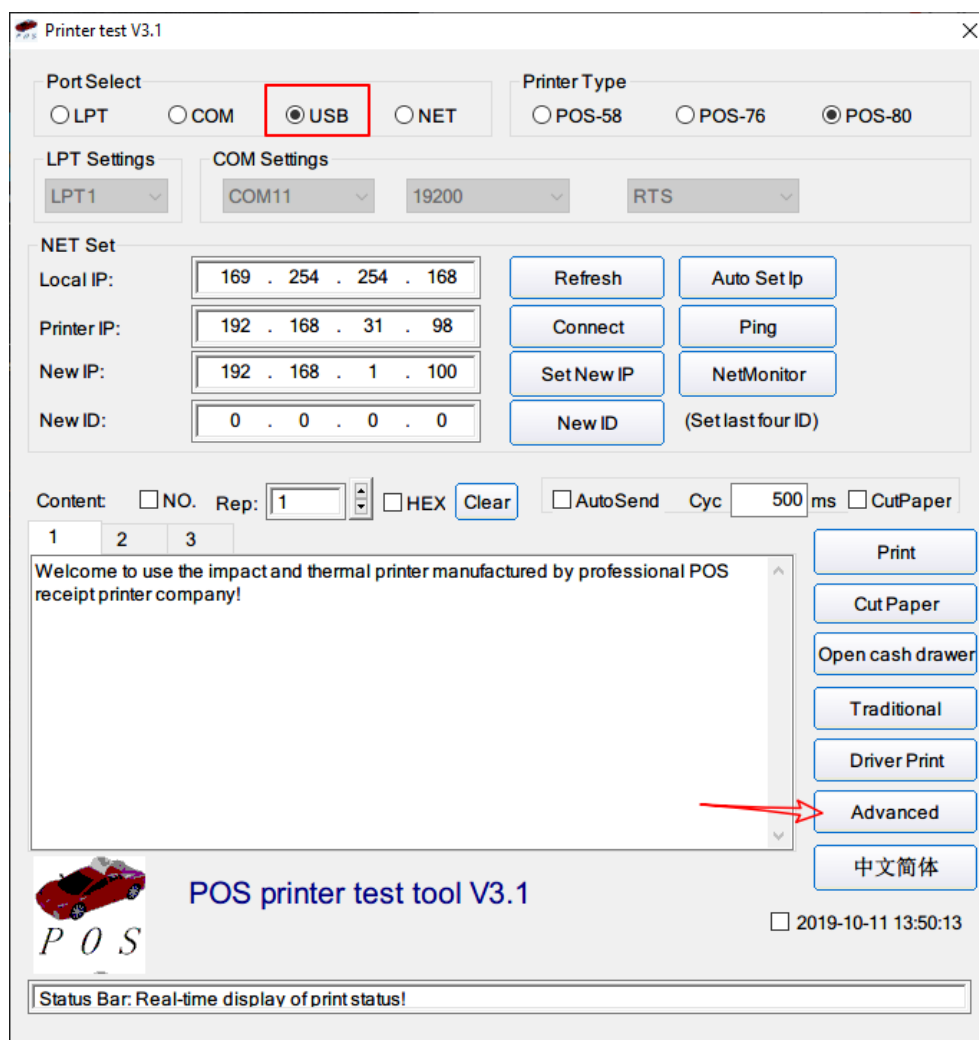 Printer test V3.1
Port Select
LPT COM USB NET
Printer Type
POS-58 POS-76 POS-80
LPT Settings
LPT1
COM Settings
COM11 19200 RTS
NET Set
Local IP: 169 . 254 . 254 . 168 Refresh Auto Set Ip
Printer IP: 192 . 168 . 31 . 98 Connect Ping
New IP: 192 . 168 . 1 . 100 Set New IP NetMonitor
New ID: 0 . 0 . 0 . 0 New ID (Set last four ID)
Content: NO. Rep: 1 HEX Clear AutoSend Cyc 500 ms CutPaper
1 2 3
Welcome to use the impact and thermal printer manufactured by professional POS
receipt printer company!
Print
Cut Paper
Open cash drawer
Traditional
Driver Print
Advanced
中文简体
POS
POS printer test tool V3.1
P O S
2019-10-11 13:50:13
Status Bar: Real-time display of print status!